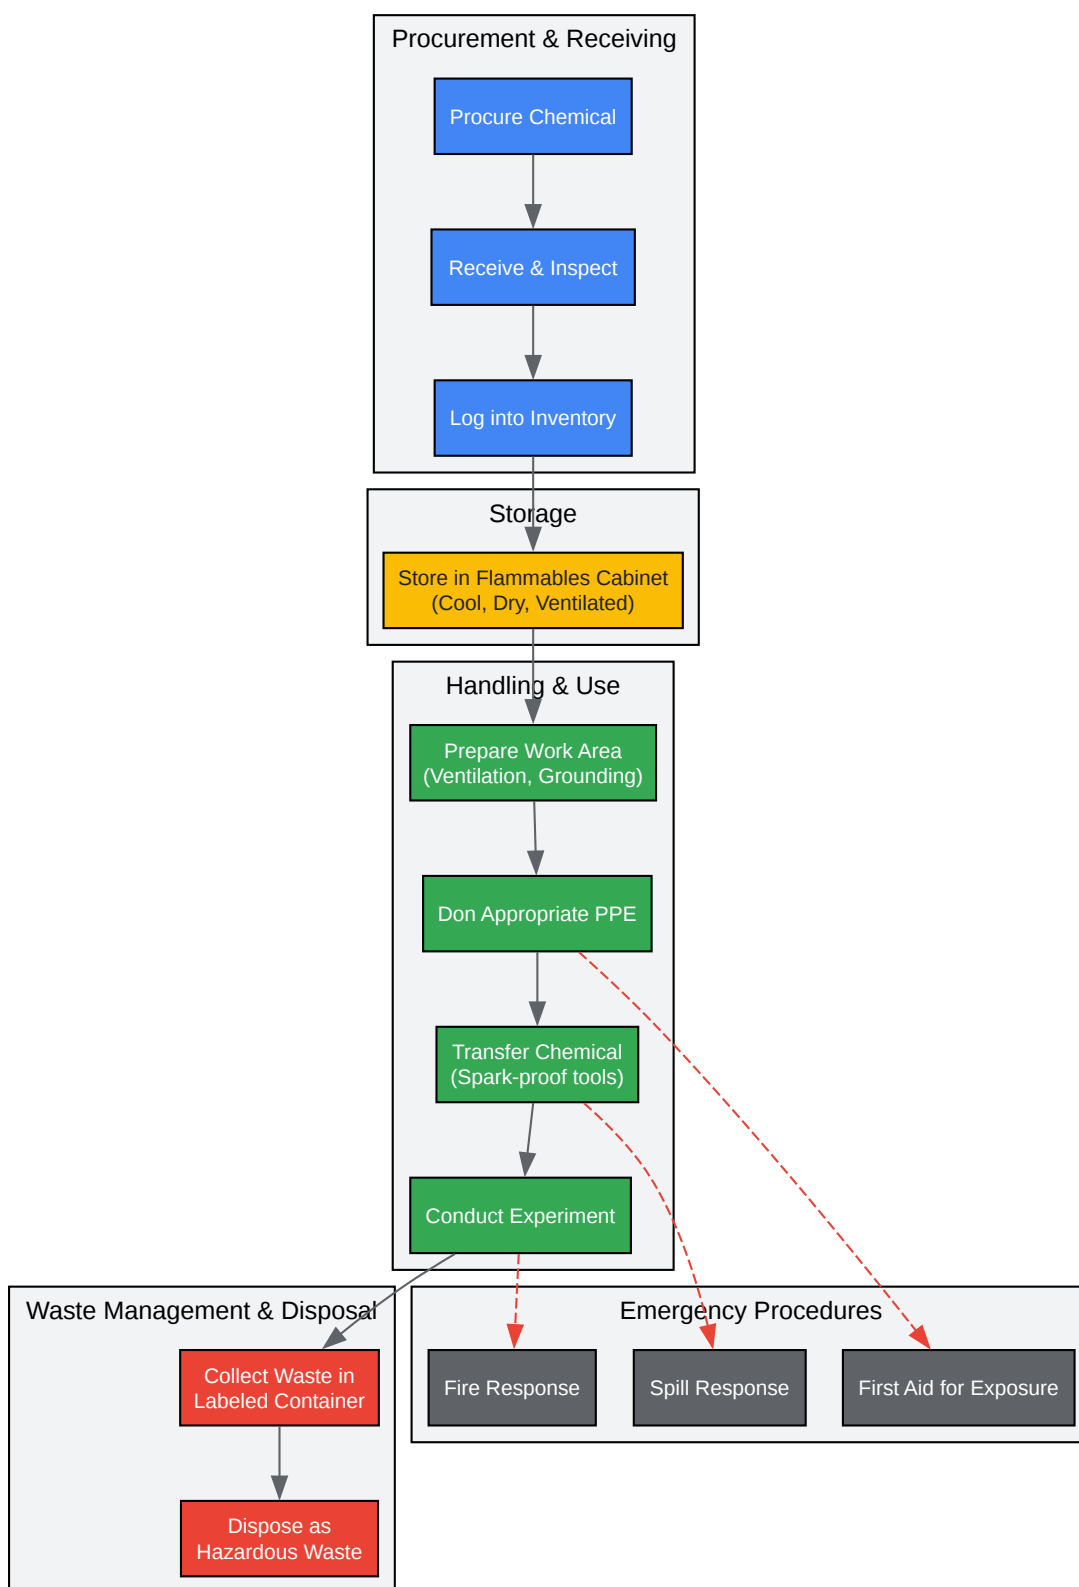 Procurement & Receiving
Procure Chemical
Receive & Inspect
Log into Inventory
Storage
Store in Flammables Cabinet
(Cool, Dry, Ventilated)
Handling & Use
Prepare Work Area
(Ventilation, Grounding)
Don Appropriate PPE
Transfer Chemical
(Spark-proof tools)
Conduct Experiment
Waste Management & Disposal
Collect Waste in
Labeled Container
Dispose as
Hazardous Waste
Emergency Procedures
Fire Response
Spill Response
First Aid for Exposure